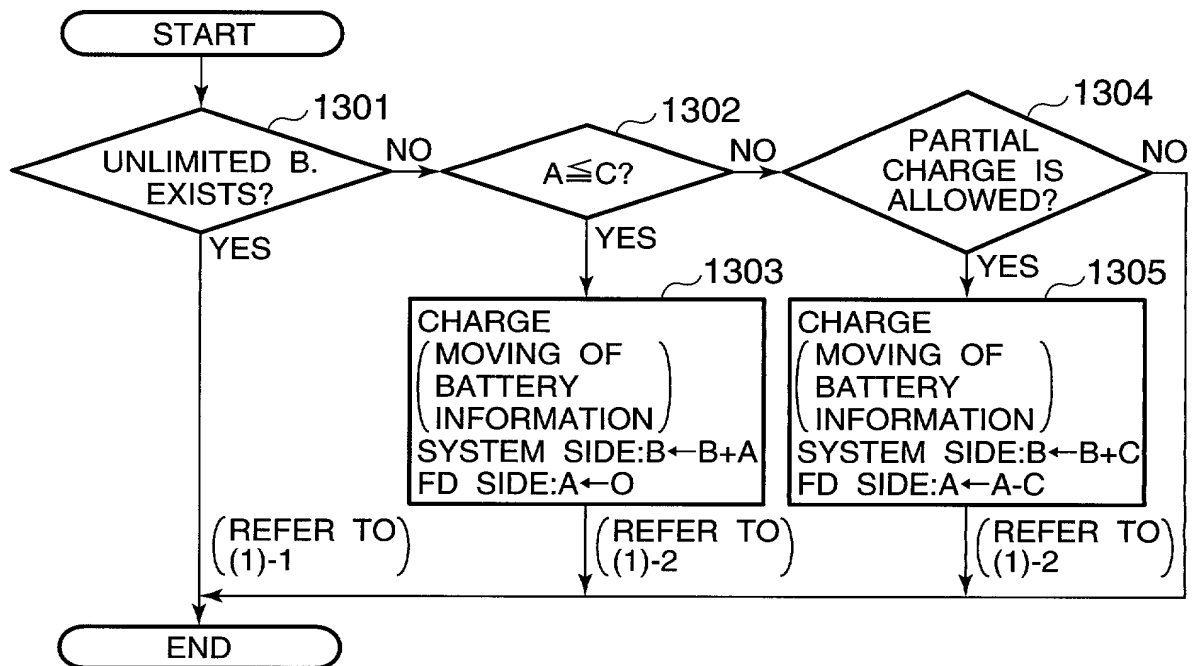 START
1301
UNLIMITED B.
EXISTS?
NO
YES
1302
A≦C?
NO
YES
1304
PARTIAL
CHARGE IS
ALLOWED?
NO
YES
1303
CHARGE
(MOVING OF
BATTERY
INFORMATION)
SYSTEM SIDE:B←B+A
FD SIDE:A←O
1305
CHARGE
(MOVING OF
BATTERY
INFORMATION)
SYSTEM SIDE:B←B+C
FD SIDE:A←A-C
(REFER TO
(1)-1)
(REFER TO
(1)-2)
(REFER TO
(1)-2)
END